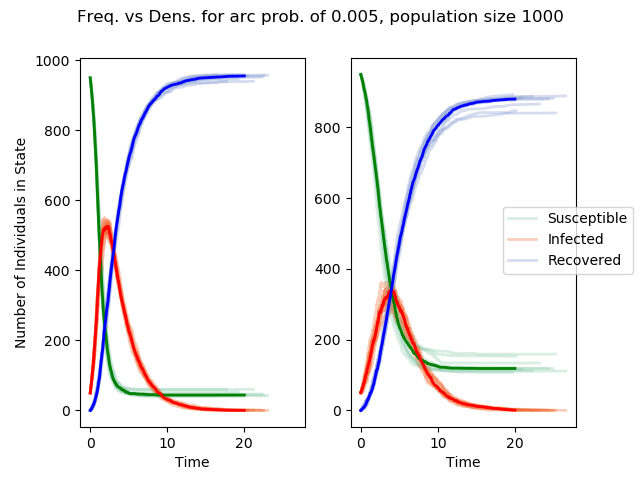 Freq. vs Dens. for arc prob. of 0.005, population size 1000
Number of Individuals in State
1000
800
600
400
200
0
0
10
20
Time
800
600
400
200
0
0
10
20
Time
Susceptible
Infected
Recovered